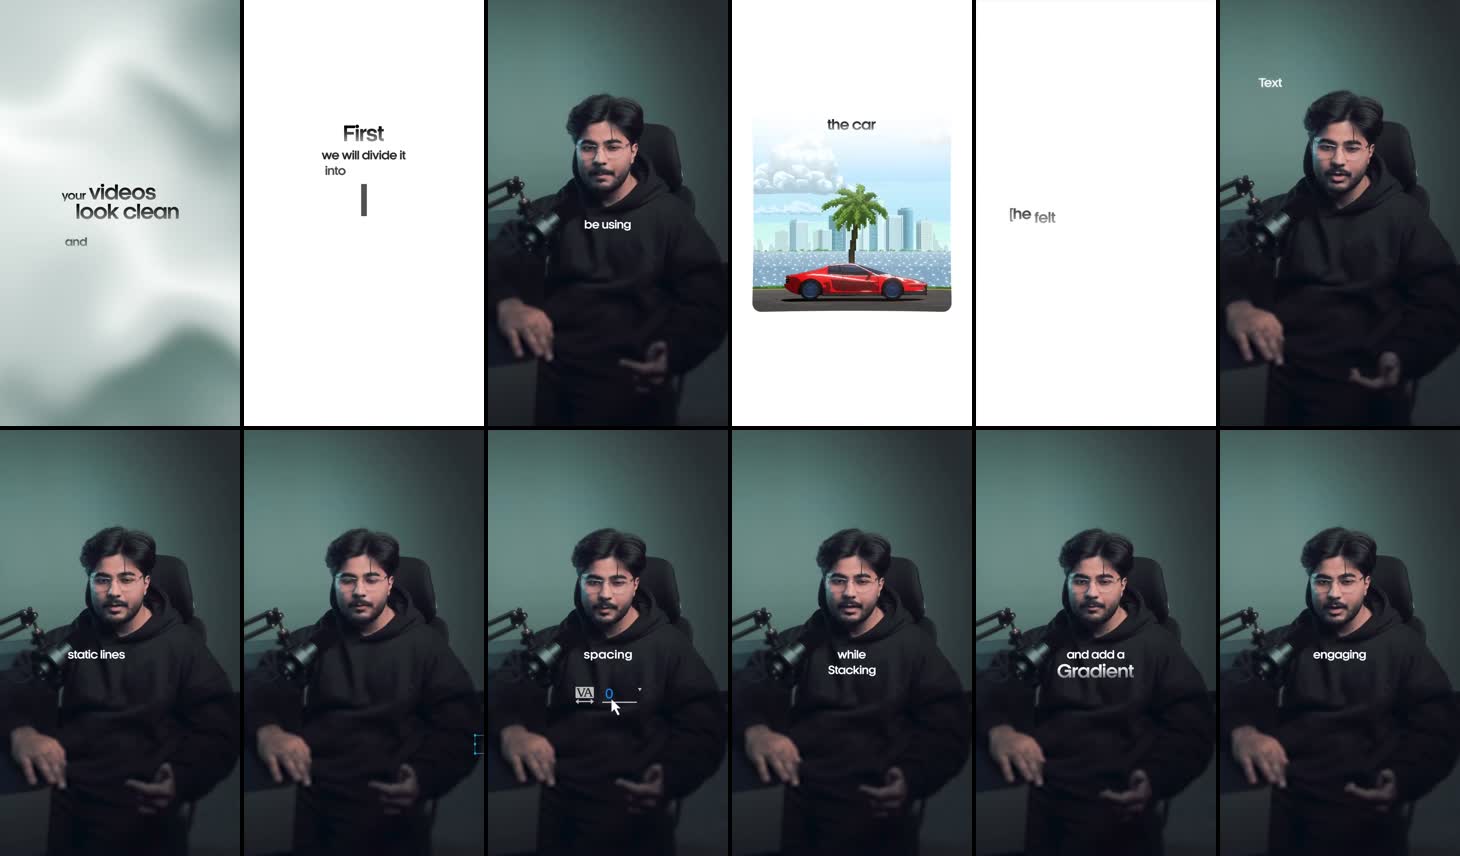 your videos
look clean
and
First
we will divide it
into
be using
the car
[he felt
Text
static lines
spacing
VA 0
while
Stacking
and add a
Gradient
engaging